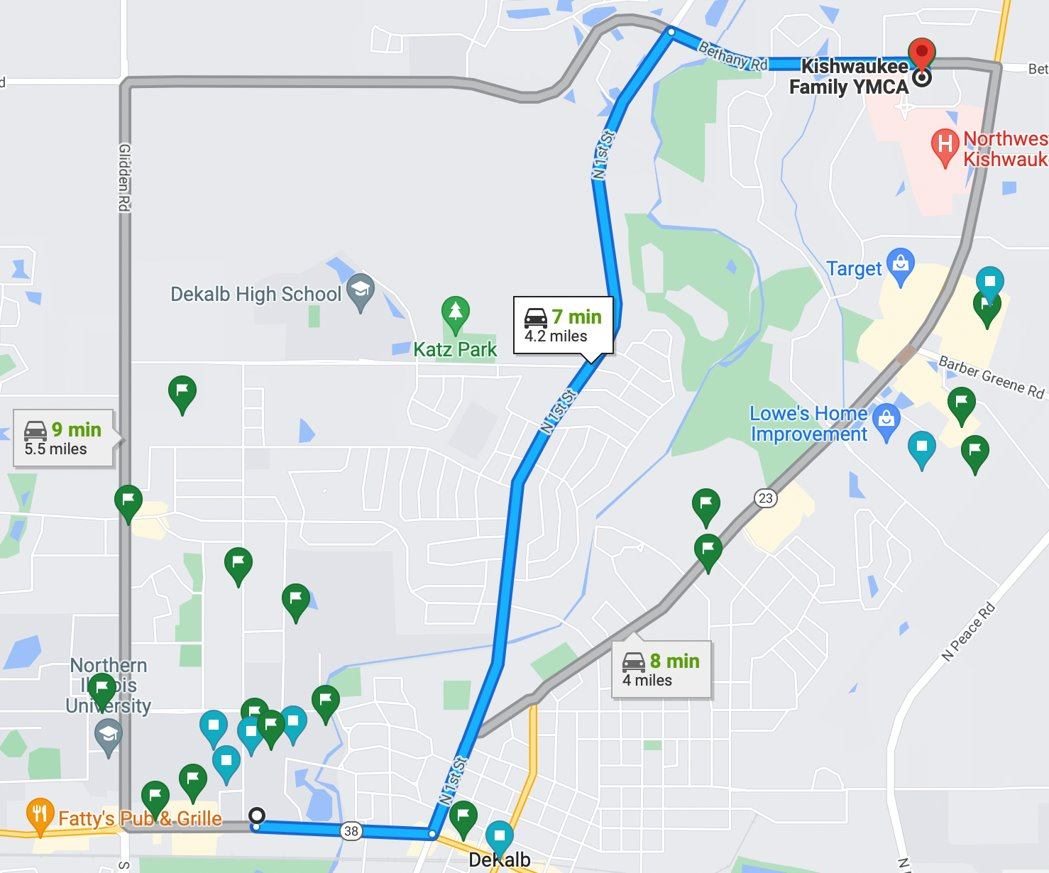 Bethany Rd
Kishwaukee
Family YMCA
d
Bet
H
Northwes
Kishwauk
Glidden Rd
N 1st St
Target
Dekalb High School
7 min
4.2 miles
Katz Park
Barber Greene Rd
N 1st St
9 min
5.5 miles
Lowe's Home
Improvement
23
N Peace Rd
8 min
4 miles
Northern
Illinois
University
N 1st St
Fatty's Pub & Grille
38
DeKalb
S
N